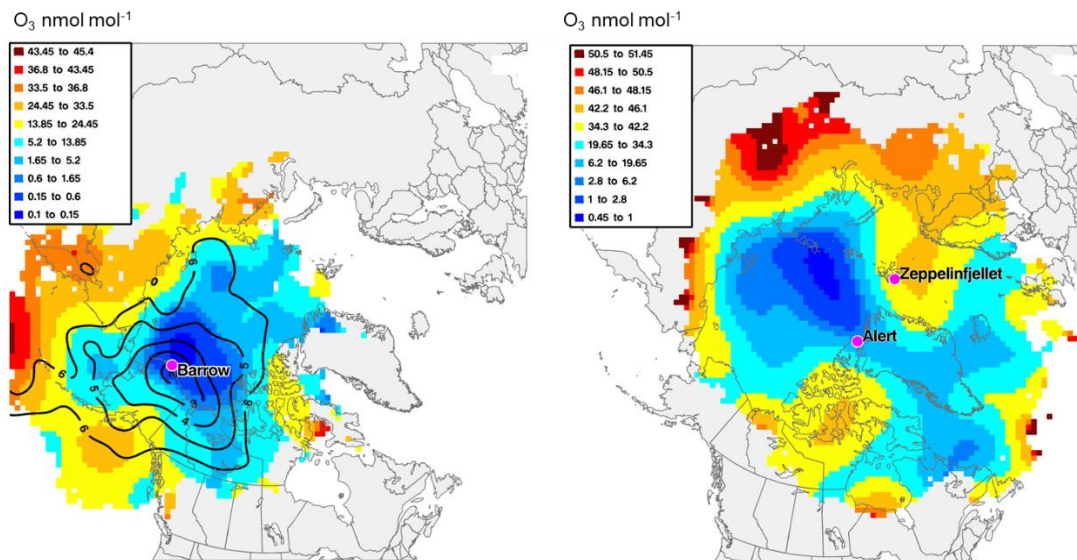 O₃ nmol mol⁻¹
43.45 to 45.4
36.8 to 43.45
33.5 to 36.8
24.45 to 33.5
13.85 to 24.45
5.2 to 13.85
1.65 to 5.2
0.6 to 1.65
0.15 to 0.6
0.1 to 0.15
Barrow
O₃ nmol mol⁻¹
50.5 to 51.45
48.15 to 50.5
46.1 to 48.15
42.2 to 46.1
34.3 to 42.2
19.65 to 34.3
6.2 to 19.65
2.8 to 6.2
1 to 2.8
0.45 to 1
Zeppelinfjellet
Alert